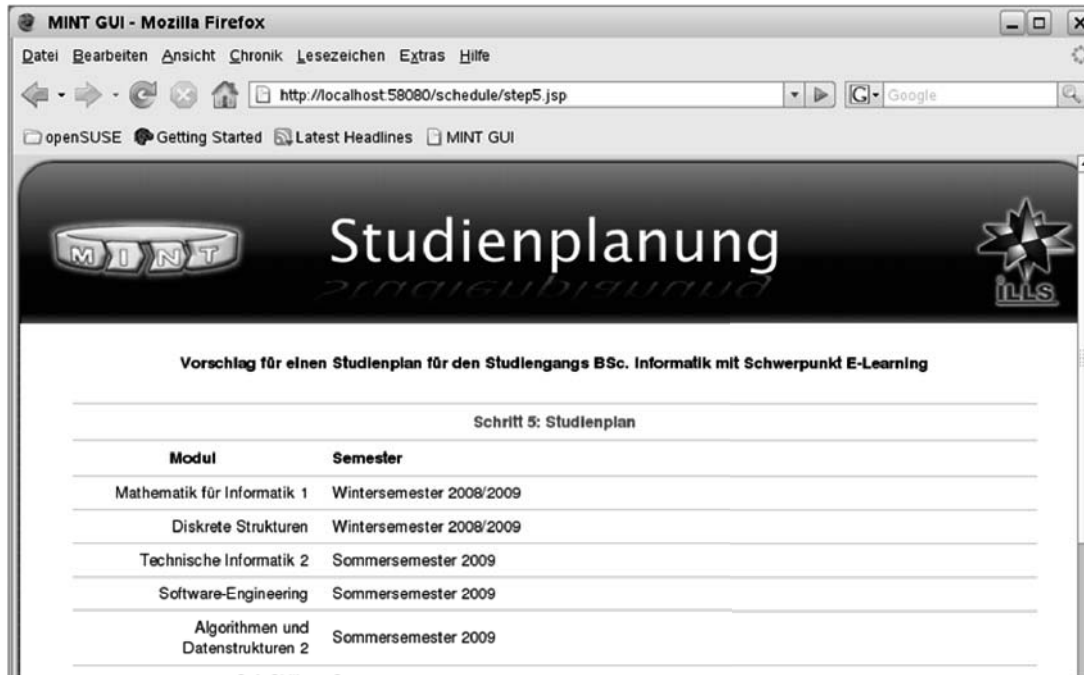 MINT GUI - Mozilla Firefox
Datei Bearbeiten Ansicht Chronik Lesezeichen Extras Hilfe
http://localhost:58080/schedule/step5.jsp
G Google
openSUSE Getting Started Latest Headlines MINT GUI
MINT
Studienplanung
iLLS
Vorschlag für einen Studienplan für den Studiengangs BSc. Informatik mit Schwerpunkt E-Learning
Schritt 5: Studienplan
Modul Semester
Mathematik für Informatik 1 Wintersemester 2008/2009
Diskrete Strukturen Wintersemester 2008/2009
Technische Informatik 2 Sommersemester 2009
Software-Engineering Sommersemester 2009
Algorithmen und
Datenstrukturen 2 Sommersemester 2009